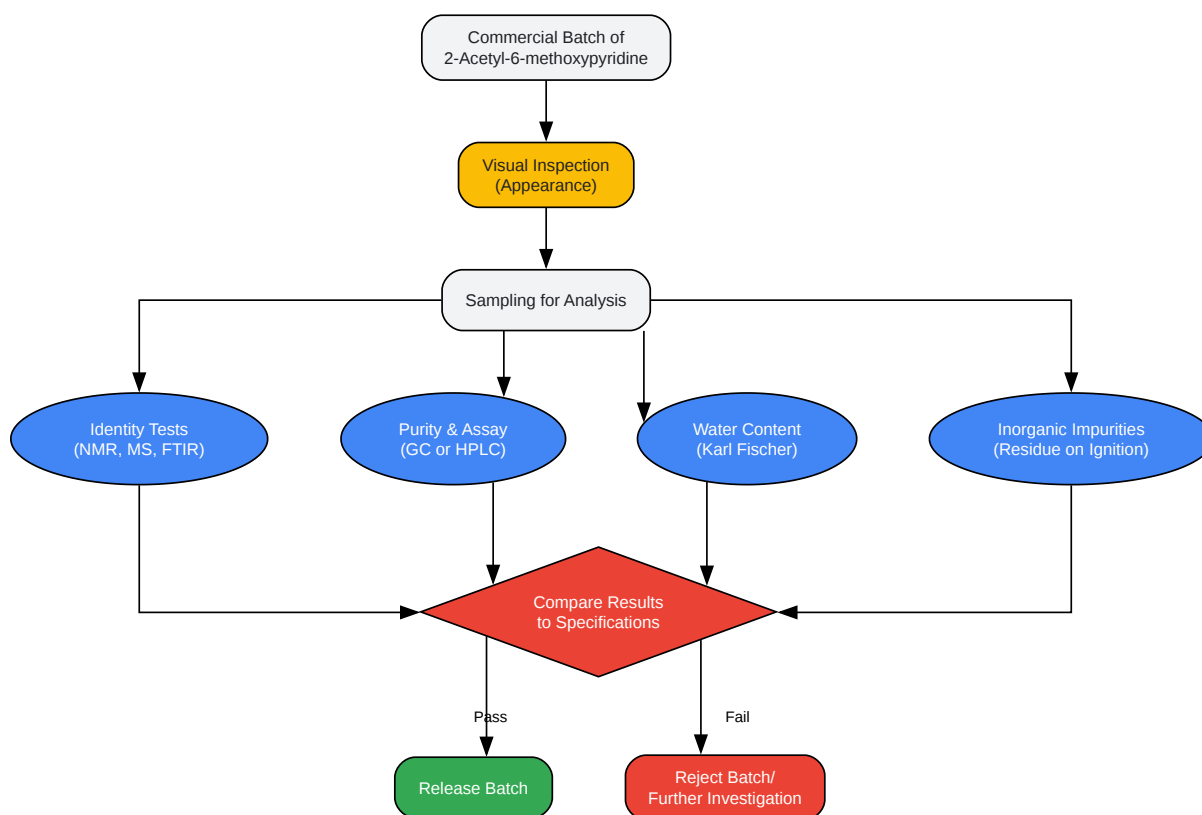 Commercial Batch of
2-Acetyl-6-methoxypyridine
Visual Inspection
(Appearance)
Sampling for Analysis
Identity Tests
(NMR, MS, FTIR)
Purity & Assay
(GC or HPLC)
Water Content
(Karl Fischer)
Inorganic Impurities
(Residue on Ignition)
Compare Results
to Specifications
Pass
Fail
Release Batch
Reject Batch/
Further Investigation